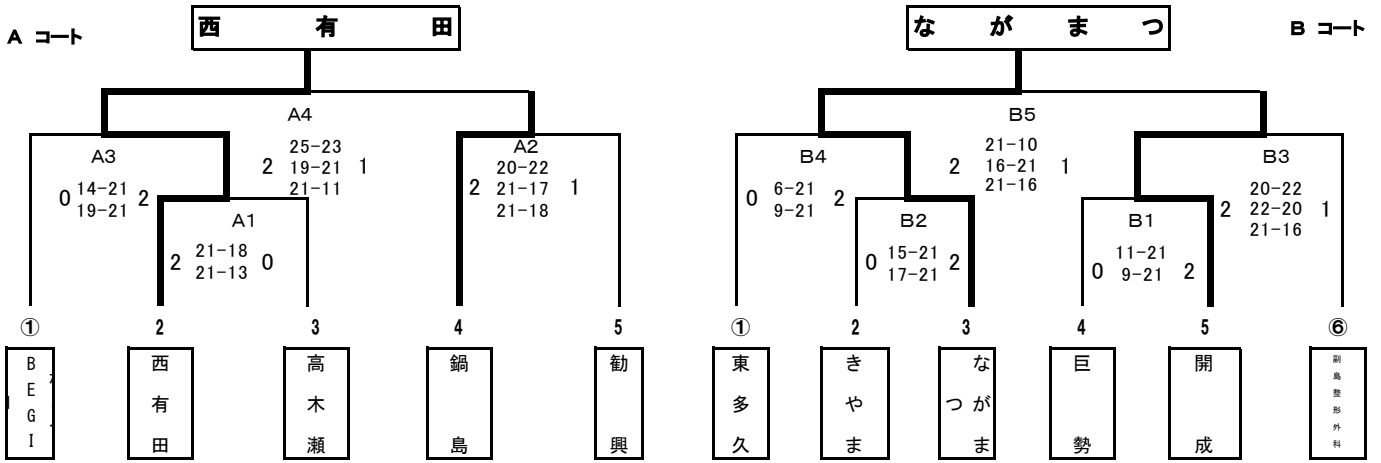 A コート
西有田
ながまつ
B コート
A4
B5
A3
25-23
19-21
21-11
2
1
A2
B4
21-10
16-21
21-16
2
1
B3
14-21
19-21
0
2
20-22
21-17
21-18
2
1
6-21
9-21
0
2
20-22
22-20
21-16
2
1
A1
B2
B1
21-18
21-13
2
0
15-21
17-21
0
2
11-21
9-21
0
2
①
2
3
4
5
①
2
3
4
5
⑥
BEGI
西有田
高木瀬
鍋島
勧興
東多久
きやま
ながまつ
巨勢
開成
副島整形外科